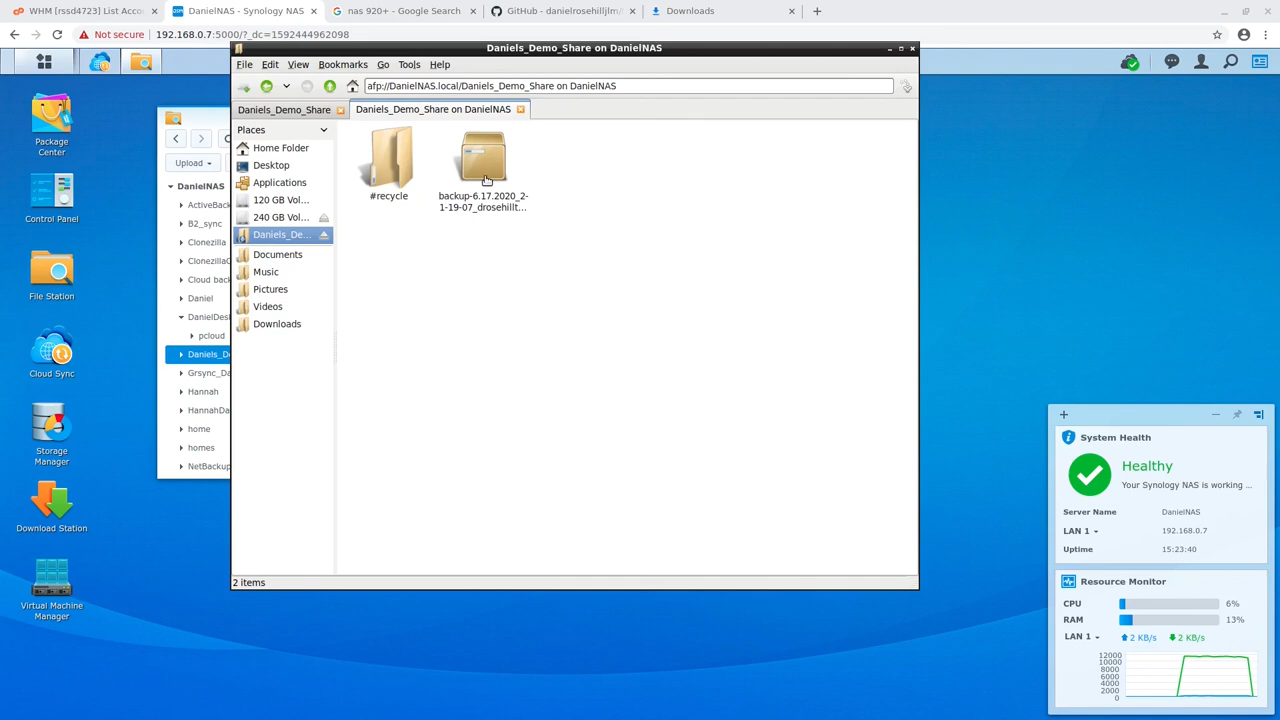 WHM [rssd4723] List Acco
DanielNAS - Synology NAS
nas 920+ - Google Search
GitHub - danielrosehilljlm/
Downloads
Not secure
192.168.0.7:5000/?_dc=1592444962098
Daniels_Demo_Share on DanielNAS
File Edit View Bookmarks Go Tools Help
afp://DanielNAS.local/Daniels_Demo_Share on DanielNAS
Daniels_Demo_Share
Daniels_Demo_Share on DanielNAS
Places
Home Folder
Desktop
Applications
120 GB Vol...
240 GB Vol...
Daniels_De...
Documents
Music
Pictures
Videos
Downloads
#recycle
backup-6.17.2020_2-
1-19-07_drosehillt...
2 items
Package
Center
Control Panel
File Station
Cloud Sync
Storage
Manager
Download Station
Virtual Machine
Manager
Upload
DanielNAS
ActiveBack
B2_sync
Clonezilla
Cloud back
Daniel
DanielDes
pcloud
Daniels_D
Grsync_Da
Hannah
HannahDa
home
homes
NetBackup
System Health
Healthy
Your Synology NAS is working ...
Server Name DanielNAS
LAN 1 192.168.0.7
Uptime 15:23:40
Resource Monitor
CPU 6%
RAM 13%
LAN 1 2 KB/s 2 KB/s
12000
10000
8000
6000
4000
2000
0